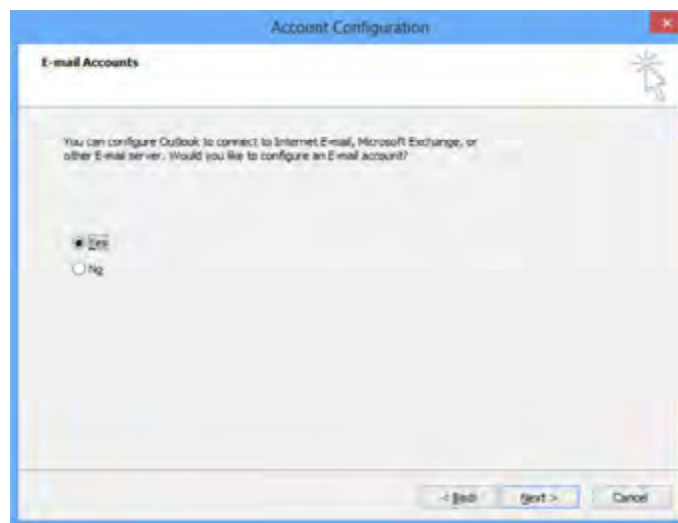 Account Configuration
E-mail Accounts
You can configure Outlook to connect to Internet E-mail, Microsoft Exchange, or
other E-mail server. Would you like to configure an E-mail account?
Yes
No
< Back
Next >
Cancel